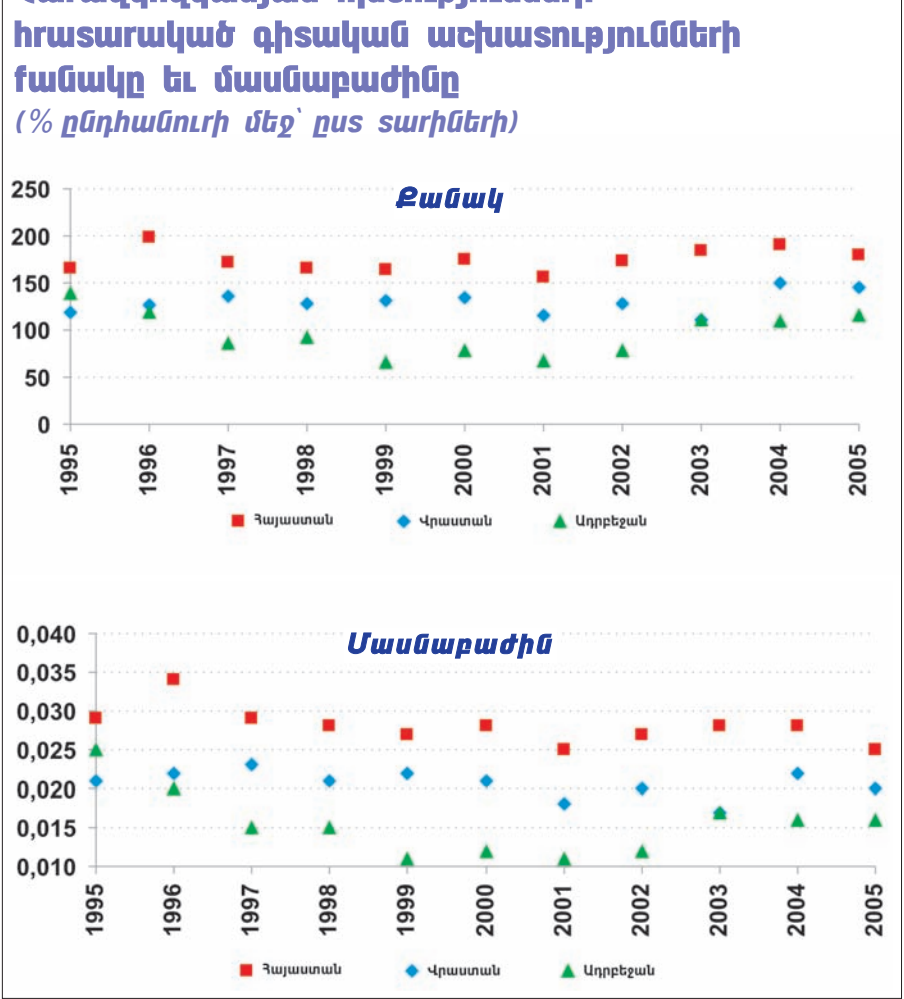 հրատարակած գիտական աշխատությունների
քանակը եւ մասնաբաժինը
(% ընդհանուրի մեջ՝ ըստ տարիների)
Քանակ
250
200
150
100
50
0
1995 1996 1997 1998 1999 2000 2001 2002 2003 2004 2005
Հայաստան Վրաստան Ադրբեջան
Մասնաբաժին
0,040
0,035
0,030
0,025
0,020
0,015
0,010
1995 1996 1997 1998 1999 2000 2001 2002 2003 2004 2005
Հայաստան Վրաստան Ադրբեջան